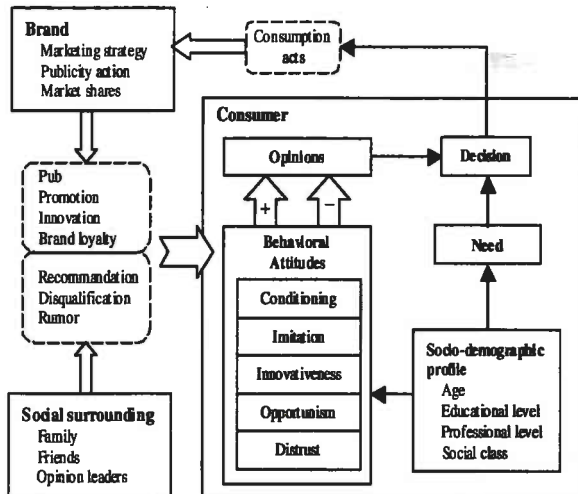 Brand
Marketing strategy
Publicity action
Market shares
Consumption
acts
Pub
Promotion
Innovation
Brand loyalty
Recommandation
Disqualification
Rumor
Social surrounding
Family
Friends
Opinion leaders
Consumer
Opinions
Decision
+
−
Need
Behavioral
Attitudes
Conditioning
Imitation
Innovativeness
Opportunism
Distrust
Socio-demographic
profile
Age
Educational level
Professional level
Social class